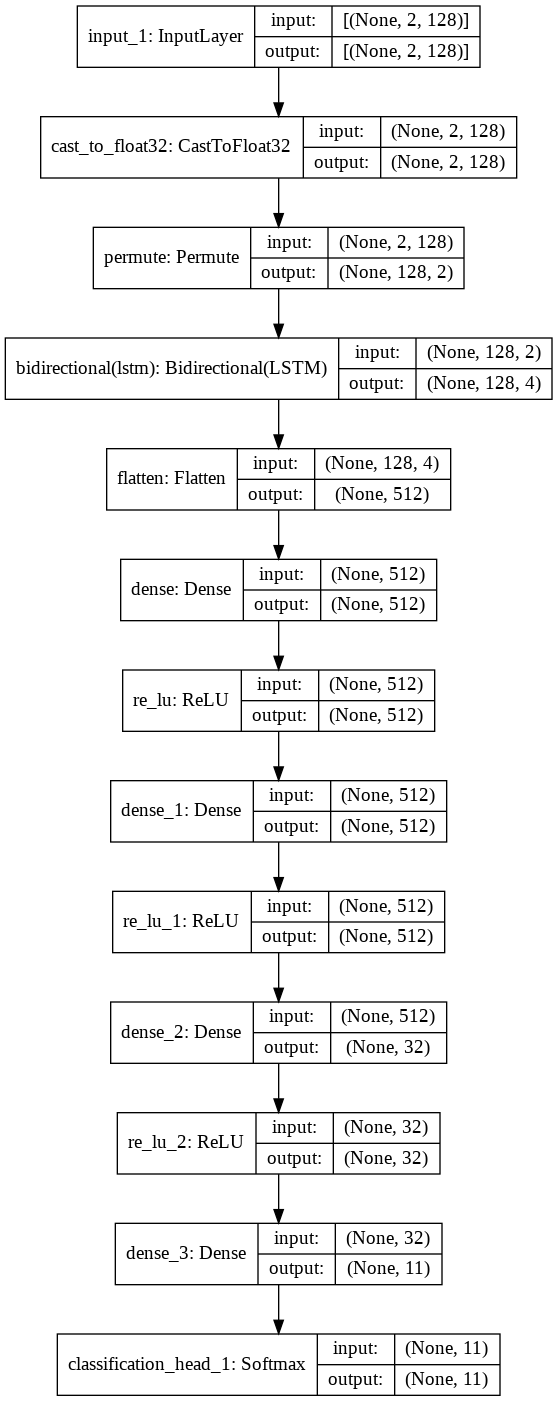 input_1: InputLayer
input: [(None, 2, 128)]
output: [(None, 2, 128)]
cast_to_float32: CastToFloat32
input: (None, 2, 128)
output: (None, 2, 128)
permute: Permute
input: (None, 2, 128)
output: (None, 128, 2)
bidirectional(lstm): Bidirectional(LSTM)
input: (None, 128, 2)
output: (None, 128, 4)
flatten: Flatten
input: (None, 128, 4)
output: (None, 512)
dense: Dense
input: (None, 512)
output: (None, 512)
re_lu: ReLU
input: (None, 512)
output: (None, 512)
dense_1: Dense
input: (None, 512)
output: (None, 512)
re_lu_1: ReLU
input: (None, 512)
output: (None, 512)
dense_2: Dense
input: (None, 512)
output: (None, 32)
re_lu_2: ReLU
input: (None, 32)
output: (None, 32)
dense_3: Dense
input: (None, 32)
output: (None, 11)
classification_head_1: Softmax
input: (None, 11)
output: (None, 11)